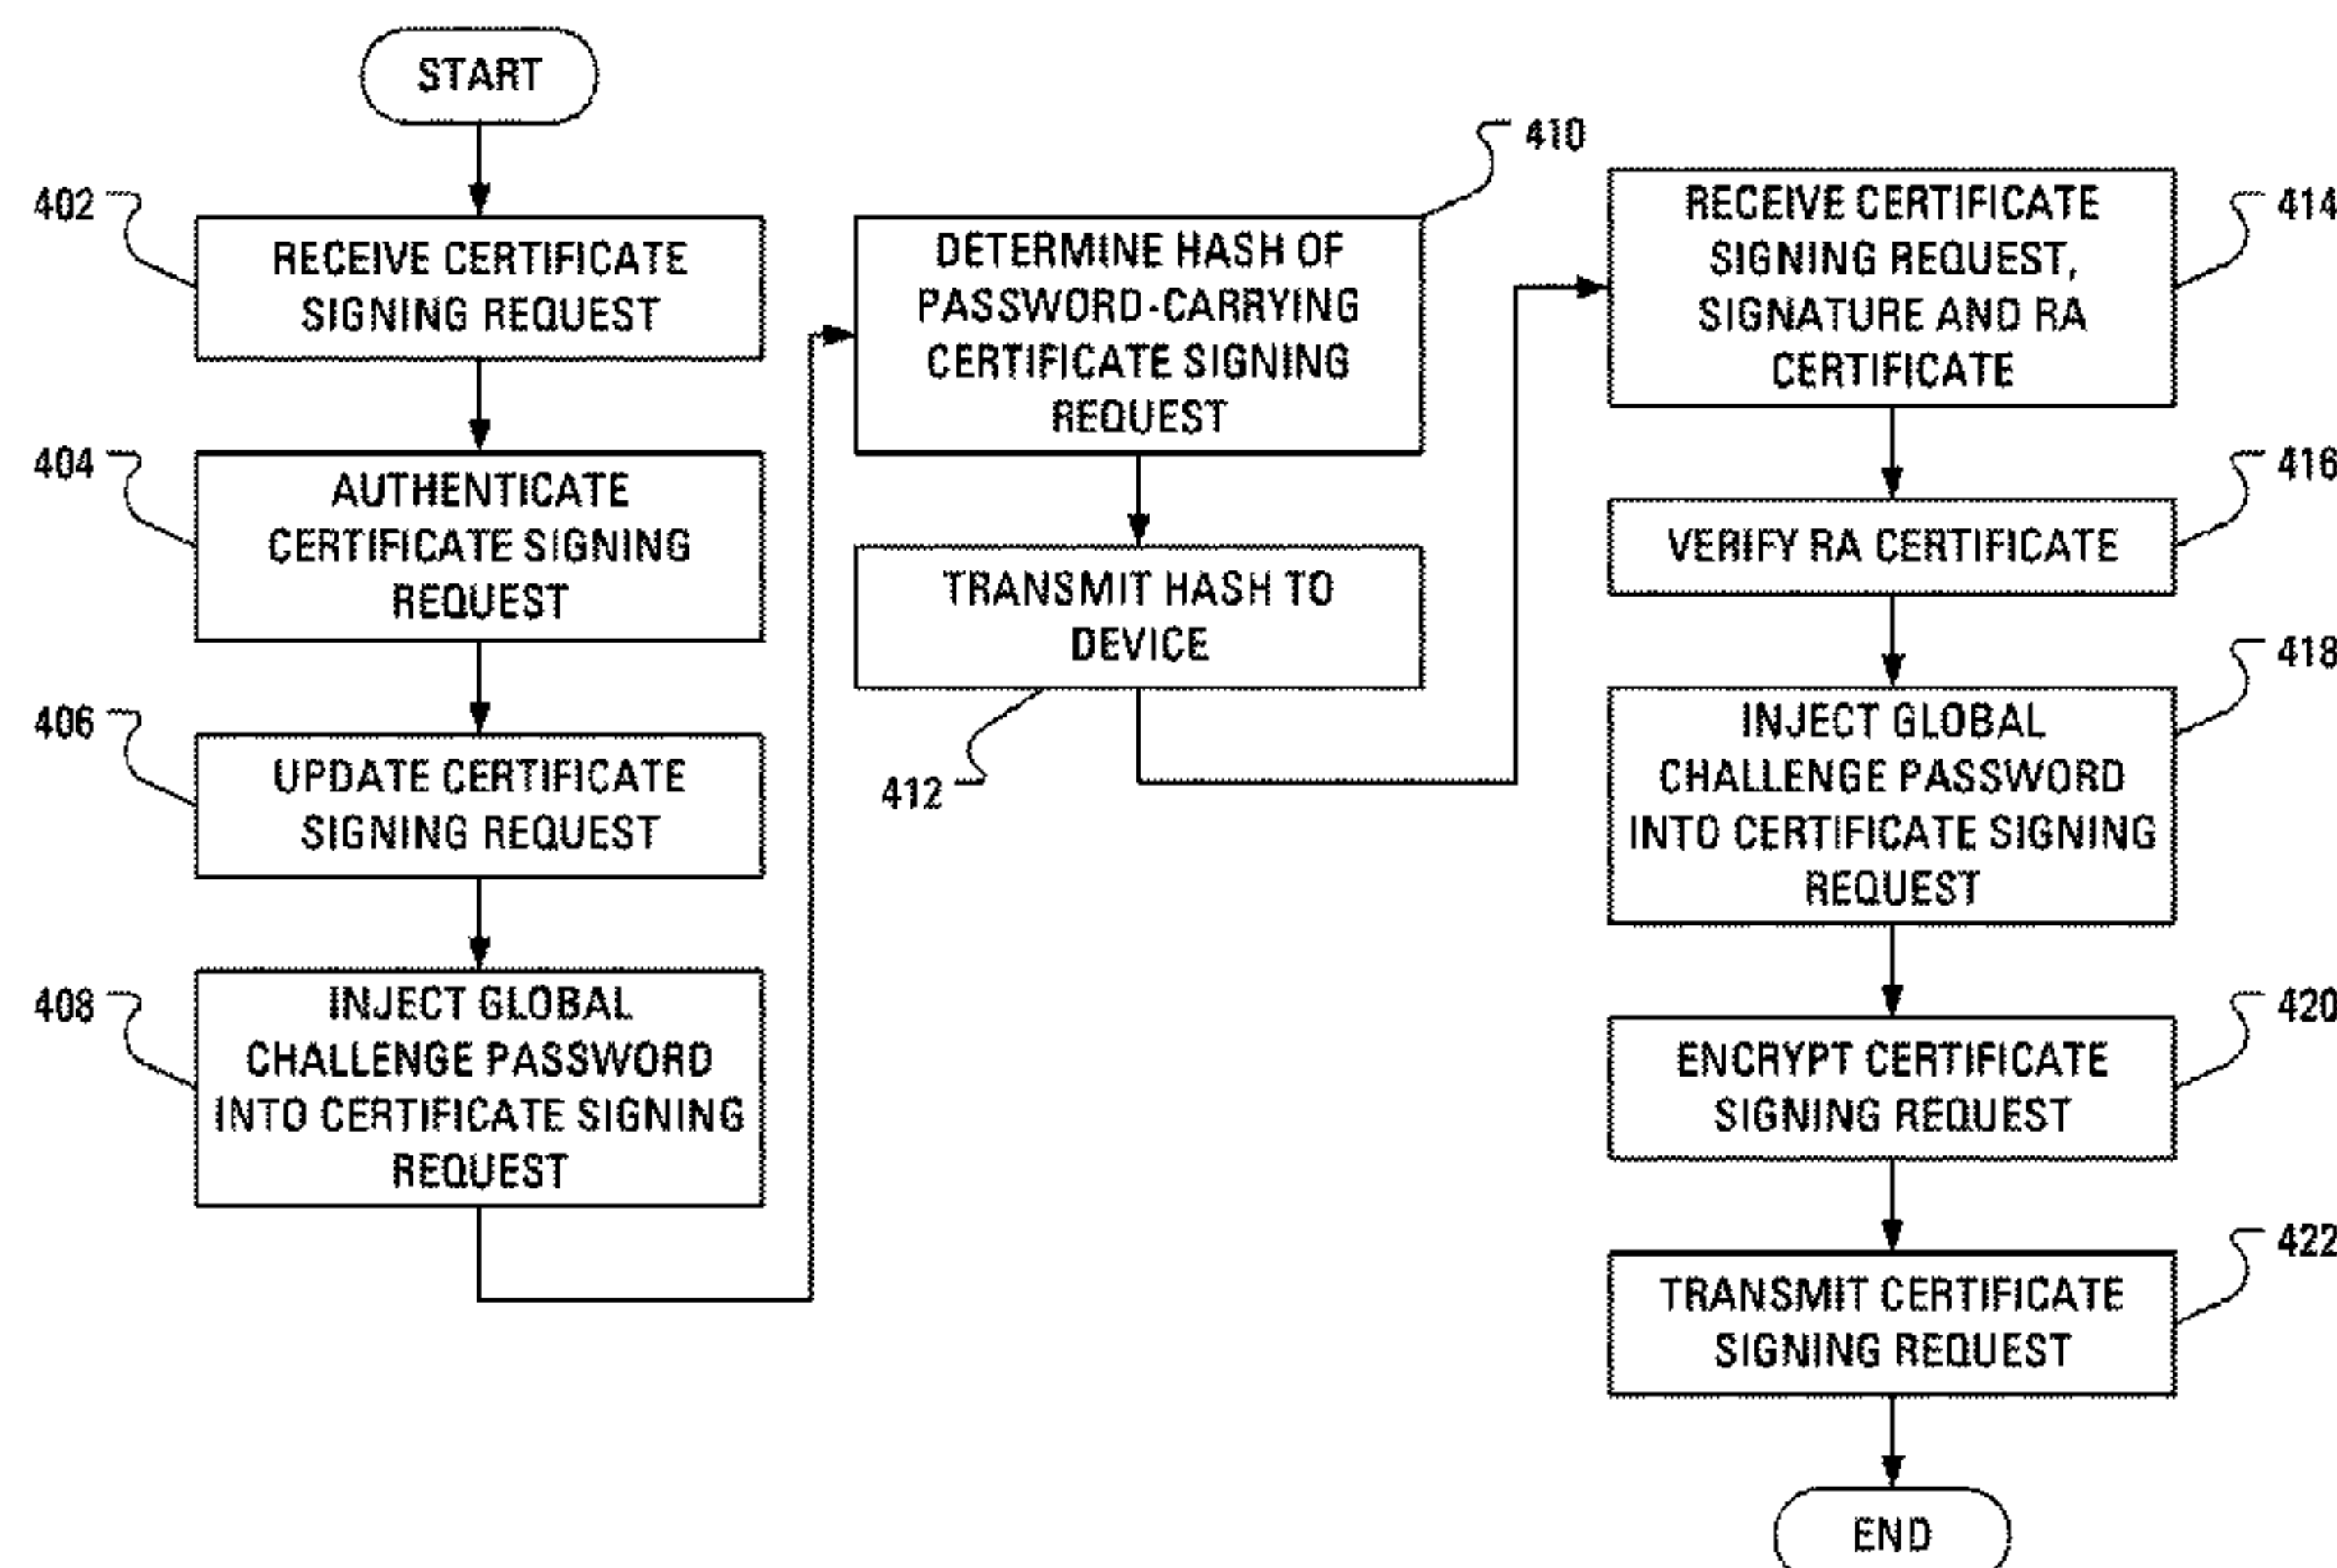 START
402
RECEIVE CERTIFICATE
SIGNING REQUEST
404
AUTHENTICATE
CERTIFICATE SIGNING
REQUEST
406
UPDATE CERTIFICATE
SIGNING REQUEST
408
INJECT GLOBAL
CHALLENGE PASSWORD
INTO CERTIFICATE SIGNING
REQUEST
410
DETERMINE HASH OF
PASSWORD-CARRYING
CERTIFICATE SIGNING
REQUEST
TRANSMIT HASH TO
DEVICE
412
RECEIVE CERTIFICATE
SIGNING REQUEST,
SIGNATURE AND RA
CERTIFICATE
414
VERIFY RA CERTIFICATE
416
INJECT GLOBAL
CHALLENGE PASSWORD
INTO CERTIFICATE SIGNING
REQUEST
418
ENCRYPT CERTIFICATE
SIGNING REQUEST
420
TRANSMIT CERTIFICATE
SIGNING REQUEST
422
END